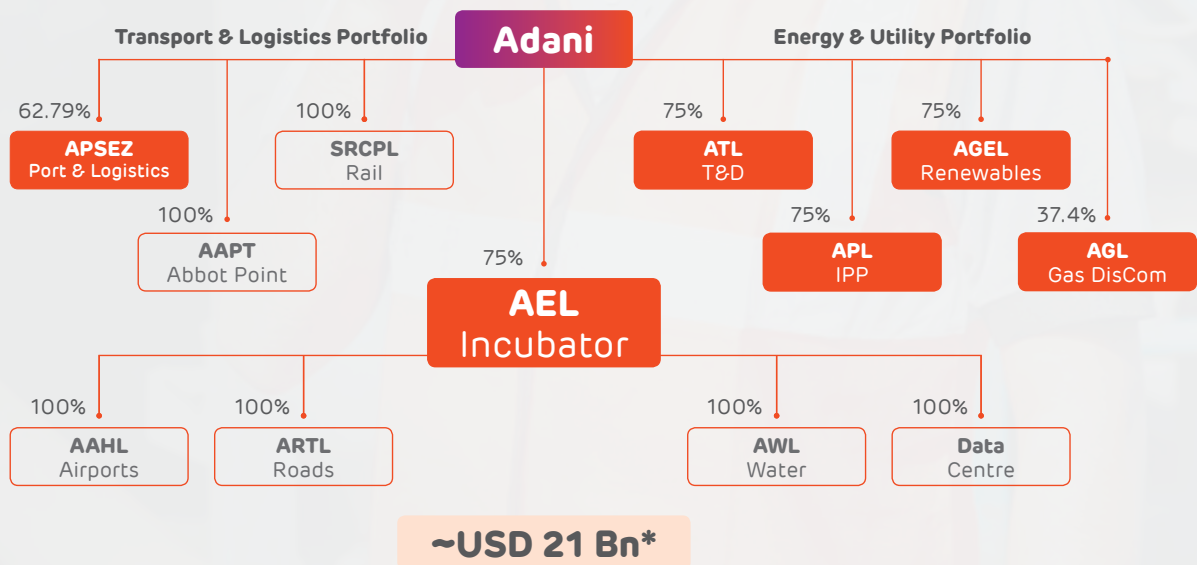 Transport & Logistics Portfolio
Adani
Energy & Utility Portfolio
62.79%
APSEZ
Port & Logistics
100%
SRCPL
Rail
75%
ATL
T&D
75%
AGEL
Renewables
100%
AAPT
Abbot Point
75%
APL
IPP
37.4%
AGL
Gas DisCom
75%
AEL
Incubator
100%
AAHL
Airports
100%
ARTL
Roads
100%
AWL
Water
100%
Data
Centre
~USD 21 Bn*